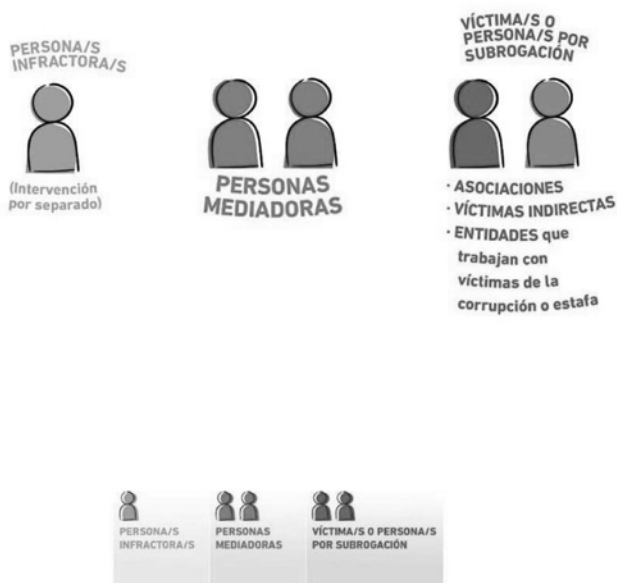 PERSONA/S
INFRACTORA/S
(Intervención
por separado)
PERSONAS
MEDIADORAS
VÍCTIMA/S O
PERSONA/S POR
SUBROGACIÓN
· ASOCIACIONES
· VÍCTIMAS INDIRECTAS
· ENTIDADES que
trabajan con
víctimas de la
corrupción o estafa
PERSONA/S
INFRACTORA/S
PERSONAS
MEDIADORAS
VÍCTIMA/S O PERSONA/S
POR SUBROGACIÓN